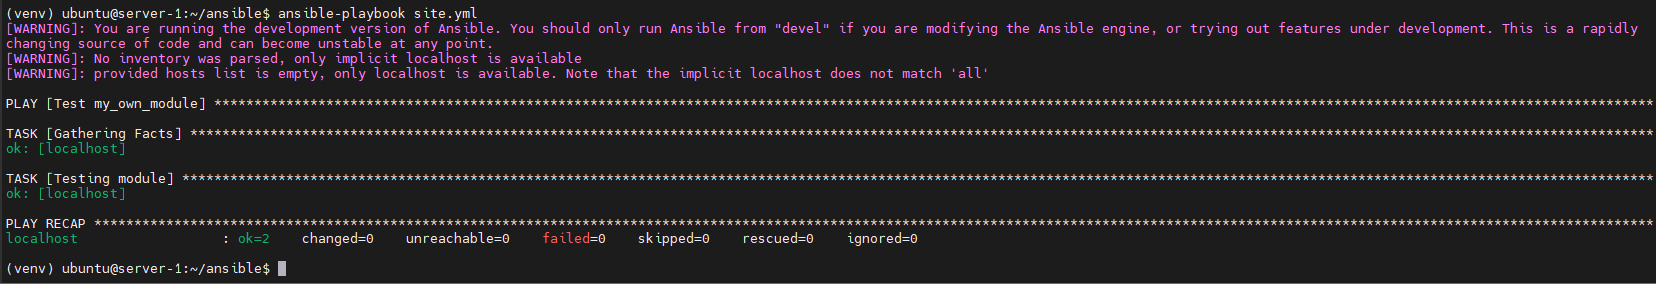 (venv) ubuntu@server-1:~/ansible$ ansible-playbook site.yml
[WARNING]: You are running the development version of Ansible. You should only run Ansible from "devel" if you are modifying the Ansible engine, or trying out features under development. This is a rapidly
changing source of code and can become unstable at any point.
[WARNING]: No inventory was parsed, only implicit localhost is available
[WARNING]: provided hosts list is empty, only localhost is available. Note that the implicit localhost does not match 'all'
PLAY [Test my_own_module] ************************************************************************************************************************************************************************************
TASK [Gathering Facts] ***************************************************************************************************************************************************************************************
ok: [localhost]
TASK [Testing module] ****************************************************************************************************************************************************************************************
ok: [localhost]
PLAY RECAP ***************************************************************************************************************************************************************************************************
localhost                  : ok=2    changed=0    unreachable=0    failed=0    skipped=0    rescued=0    ignored=0
(venv) ubuntu@server-1:~/ansible$